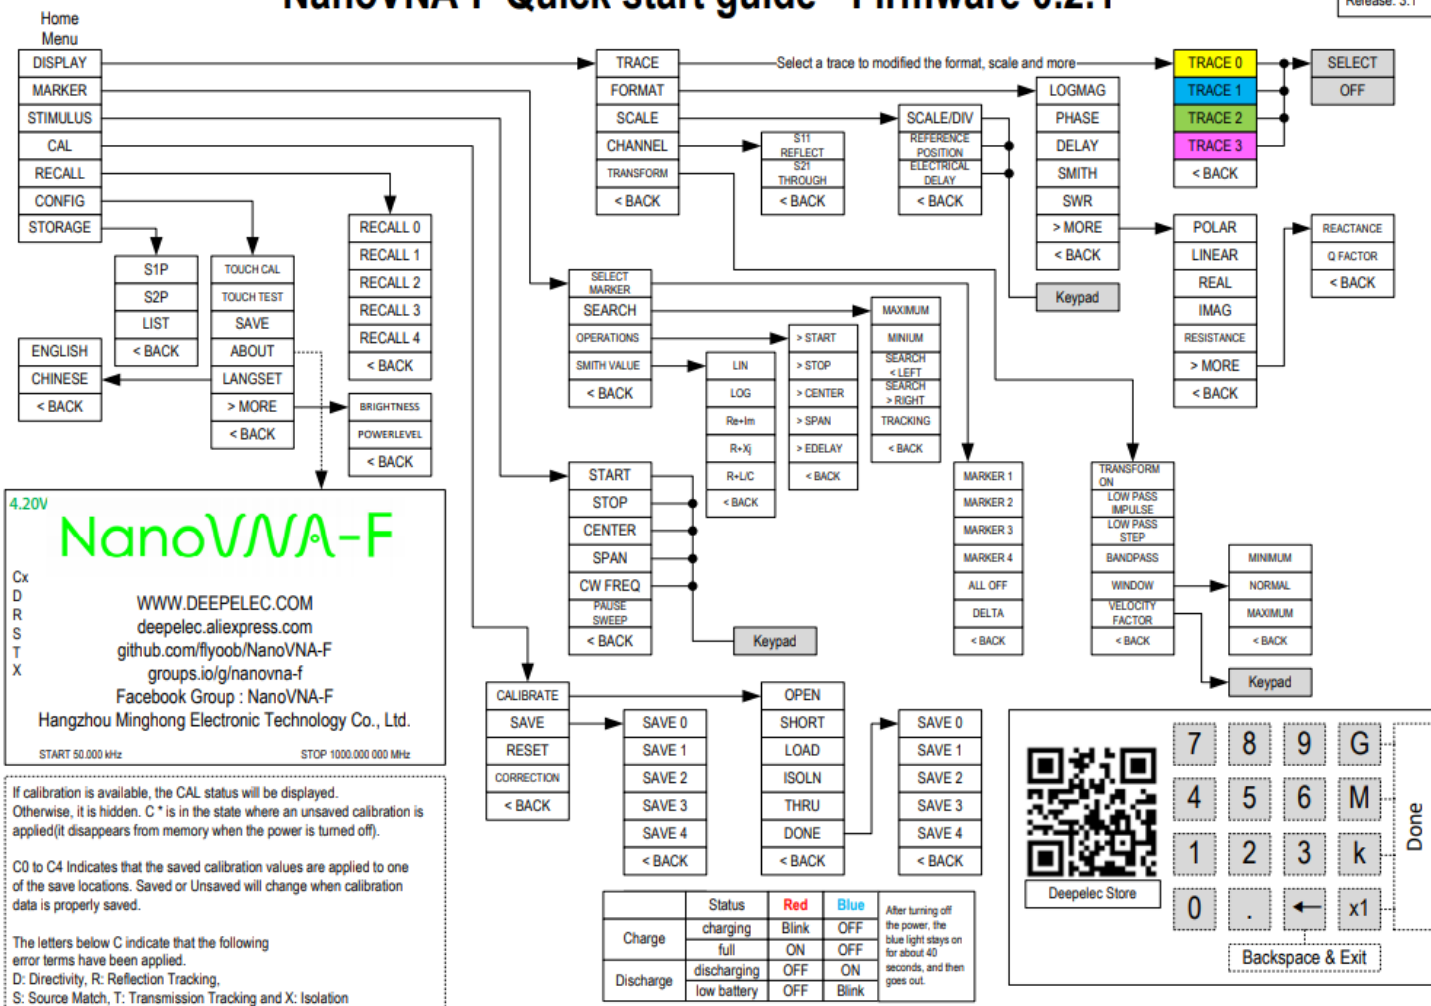 NanoVNA-F Quick start guide - Firmware 0.2.1
Release: 3.1
Home
Menu
DISPLAY
MARKER
STIMULUS
CAL
RECALL
CONFIG
STORAGE
TRACE
FORMAT
SCALE
CHANNEL
TRANSFORM
< BACK
Select a trace to modified the format, scale and more
TRACE 0
TRACE 1
TRACE 2
TRACE 3
< BACK
SELECT
OFF
LOGMAG
PHASE
DELAY
SMITH
SWR
> MORE
< BACK
SCALE/DIV
REFERENCE
POSITION
ELECTRICAL
DELAY
< BACK
S11
REFLECT
S21
THROUGH
< BACK
Keypad
POLAR
LINEAR
REAL
IMAG
RESISTANCE
> MORE
< BACK
REACTANCE
Q FACTOR
< BACK
RECALL 0
RECALL 1
RECALL 2
RECALL 3
RECALL 4
< BACK
S1P
S2P
LIST
< BACK
TOUCH CAL
TOUCH TEST
SAVE
ABOUT
LANGSET
> MORE
< BACK
ENGLISH
CHINESE
< BACK
BRIGHTNESS
POWERLEVEL
< BACK
SELECT
MARKER
SEARCH
OPERATIONS
SMITH VALUE
< BACK
MAXIMUM
MINIUM
SEARCH
< LEFT
SEARCH
> RIGHT
TRACKING
< BACK
> START
> STOP
> CENTER
> SPAN
> EDELAY
< BACK
LIN
LOG
Re+Im
R+Xj
R+L/C
< BACK
START
STOP
CENTER
SPAN
CW FREQ
PAUSE
SWEEP
< BACK
Keypad
MARKER 1
MARKER 2
MARKER 3
MARKER 4
ALL OFF
DELTA
< BACK
TRANSFORM
ON
LOW PASS
IMPULSE
LOW PASS
STEP
BANDPASS
WINDOW
VELOCITY
FACTOR
< BACK
MINIMUM
NORMAL
MAXIMUM
< BACK
Keypad
4.20V
NanoVNA-F
Cx
D
R
S
T
X
WWW.DEEPELEC.COM
deepelec.aliexpress.com
github.com/flyoob/NanoVNA-F
groups.io/g/nanovna-f
Facebook Group : NanoVNA-F
Hangzhou Minghong Electronic Technology Co., Ltd.
START 50.000 kHz
STOP 1000.000 000 MHz
CALIBRATE
SAVE
RESET
CORRECTION
< BACK
SAVE 0
SAVE 1
SAVE 2
SAVE 3
SAVE 4
< BACK
OPEN
SHORT
LOAD
ISOLN
THRU
DONE
< BACK
SAVE 0
SAVE 1
SAVE 2
SAVE 3
SAVE 4
< BACK
If calibration is available, the CAL status will be displayed.
Otherwise, it is hidden. C * is in the state where an unsaved calibration is
applied(it disappears from memory when the power is turned off).
C0 to C4 Indicates that the saved calibration values are applied to one
of the save locations. Saved or Unsaved will change when calibration
data is properly saved.
The letters below C indicate that the following
error terms have been applied.
D: Directivity, R: Reflection Tracking,
S: Source Match, T: Transmission Tracking and X: Isolation
Status Red Blue
Charge
charging Blink OFF
full ON OFF
Discharge
discharging OFF ON
low battery OFF Blink
After turning off
the power, the
blue light stays on
for about 40
seconds, and then
goes out.
Deepelec Store
7 8 9 G
4 5 6 M
1 2 3 k
0 . ← x1
Done
Backspace & Exit